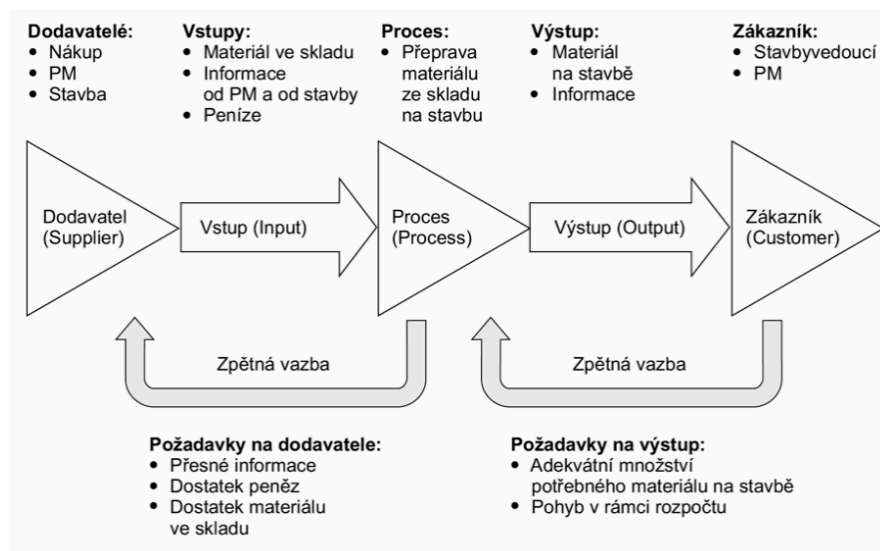 Dodavatelé:
• Nákup
• PM
• Stavba
Vstupy:
• Materiál ve skladu
• Informace
od PM a od stavby
• Peníze
Proces:
• Přeprava
materiálu
ze skladu
na stavbu
Výstup:
• Materiál
na stavbě
• Informace
Zákazník:
• Stavbyvedoucí
• PM
Dodavatel
(Supplier)
Vstup (Input)
Proces
(Process)
Výstup (Output)
Zákazník
(Customer)
Zpětná vazba
Zpětná vazba
Požadavky na dodavatele:
• Přesné informace
• Dostatek peněz
• Dostatek materiálu
ve skladu
Požadavky na výstup:
• Adekvátní množství
potřebného materiálu na stavbě
• Pohyb v rámci rozpočtu